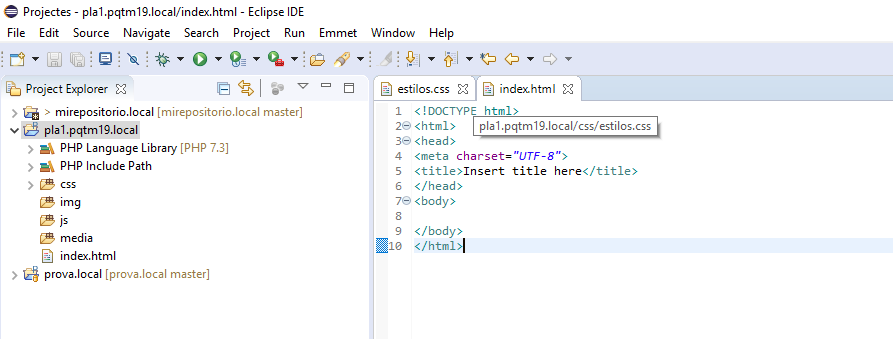 Projectes - pla1.pqtm19.local/index.html - Eclipse IDE
File Edit Source Navigate Search Project Run Emmet Window Help
Project Explorer
> mirepositorio.local [mirepositorio.local master]
pla1.pqtm19.local
PHP Language Library [PHP 7.3]
PHP Include Path
css
img
js
media
index.html
prova.local [prova.local master]
estilos.css index.html
1 <!DOCTYPE html>
2 <html>
pla1.pqtm19.local/css/estilos.css
3 <head>
4 <meta charset="UTF-8">
5 <title>Insert title here</title>
6 </head>
7 <body>
8
9 </body>
10 </html>